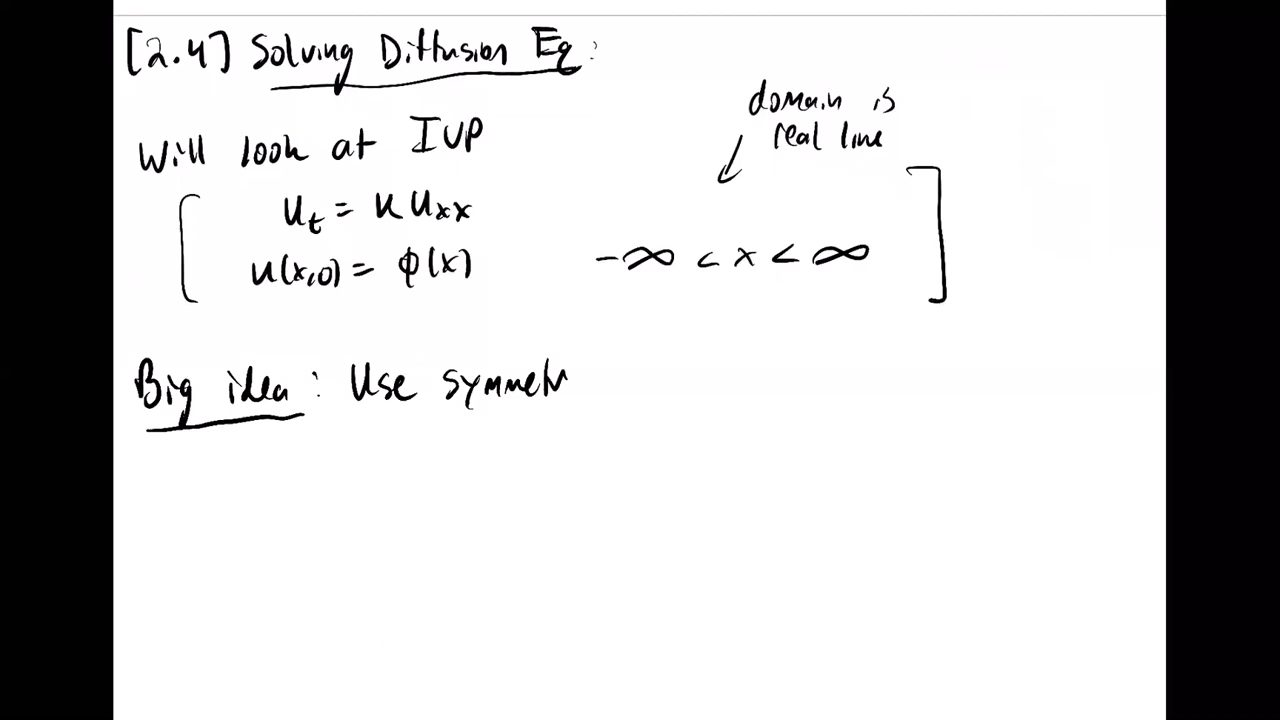 [2.4] Solving Diffusion Eq:
domain is
real line
Will look at IVP
u_t = k u_xx
u(x,0) = φ(x) -∞ < x < ∞
Big idea: Use symmetr